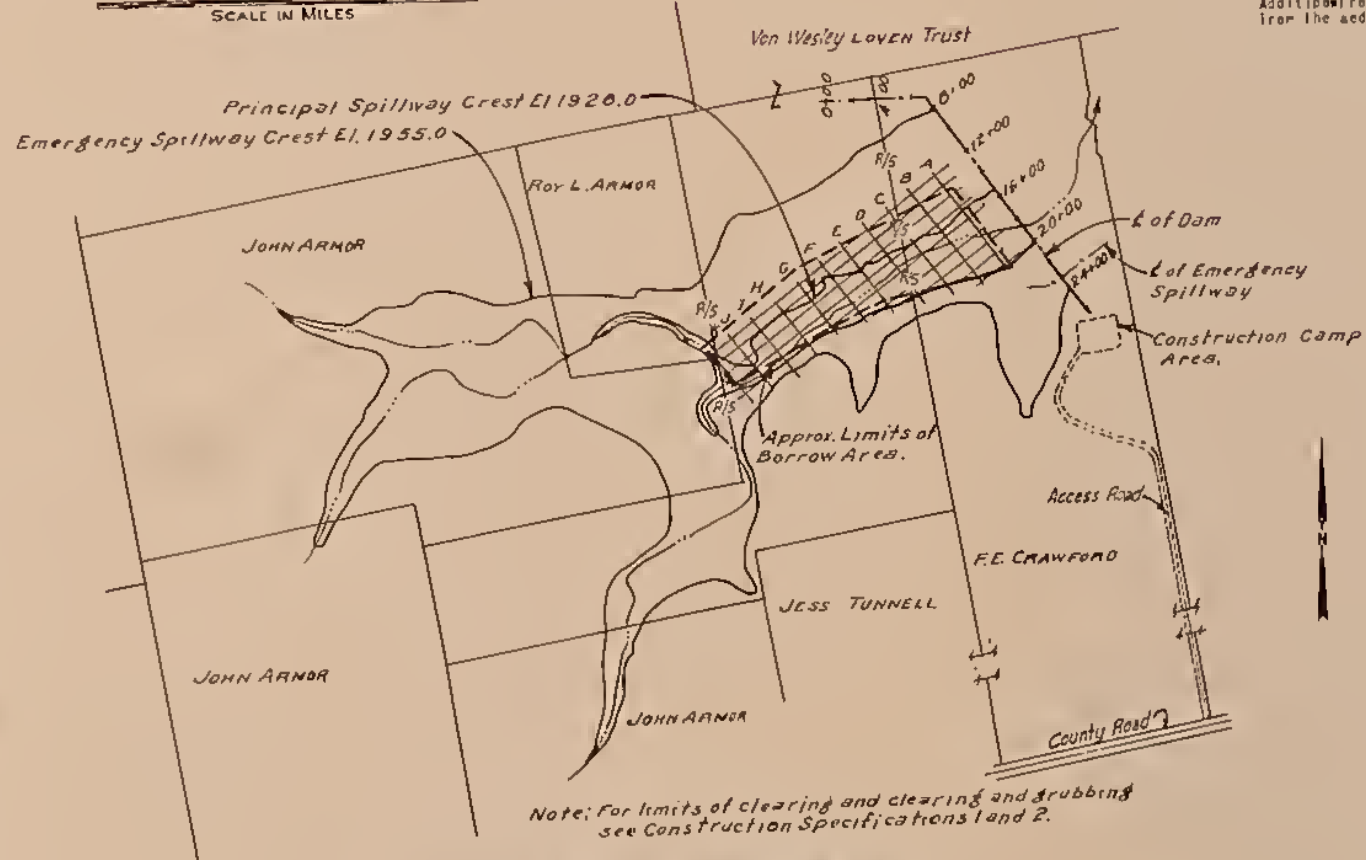 SCALE IN MILES
Von Wesley LOVEN Trust
Principal Spillway Crest El 1928.0
Emergency Spillway Crest El. 1955.0
8+00
12+00
16+00
20+00
24+00
R/S
A
B
C
D
E
F
G
H
I
J
R/S
R/S
R/S
R/S
ROY L. ARMOR
JOHN ARMOR
℄ of Dam
℄ of Emergency
Spillway
Construction Camp
Area.
Approx. Limits of
Borrow Area.
Access Road
N
F.E. CRAWFORD
JESS TUNNELL
JOHN ARMOR
JOHN ARMOR
County Road
Note: For limits of clearing and clearing and grubbing
see Construction Specifications 1 and 2.